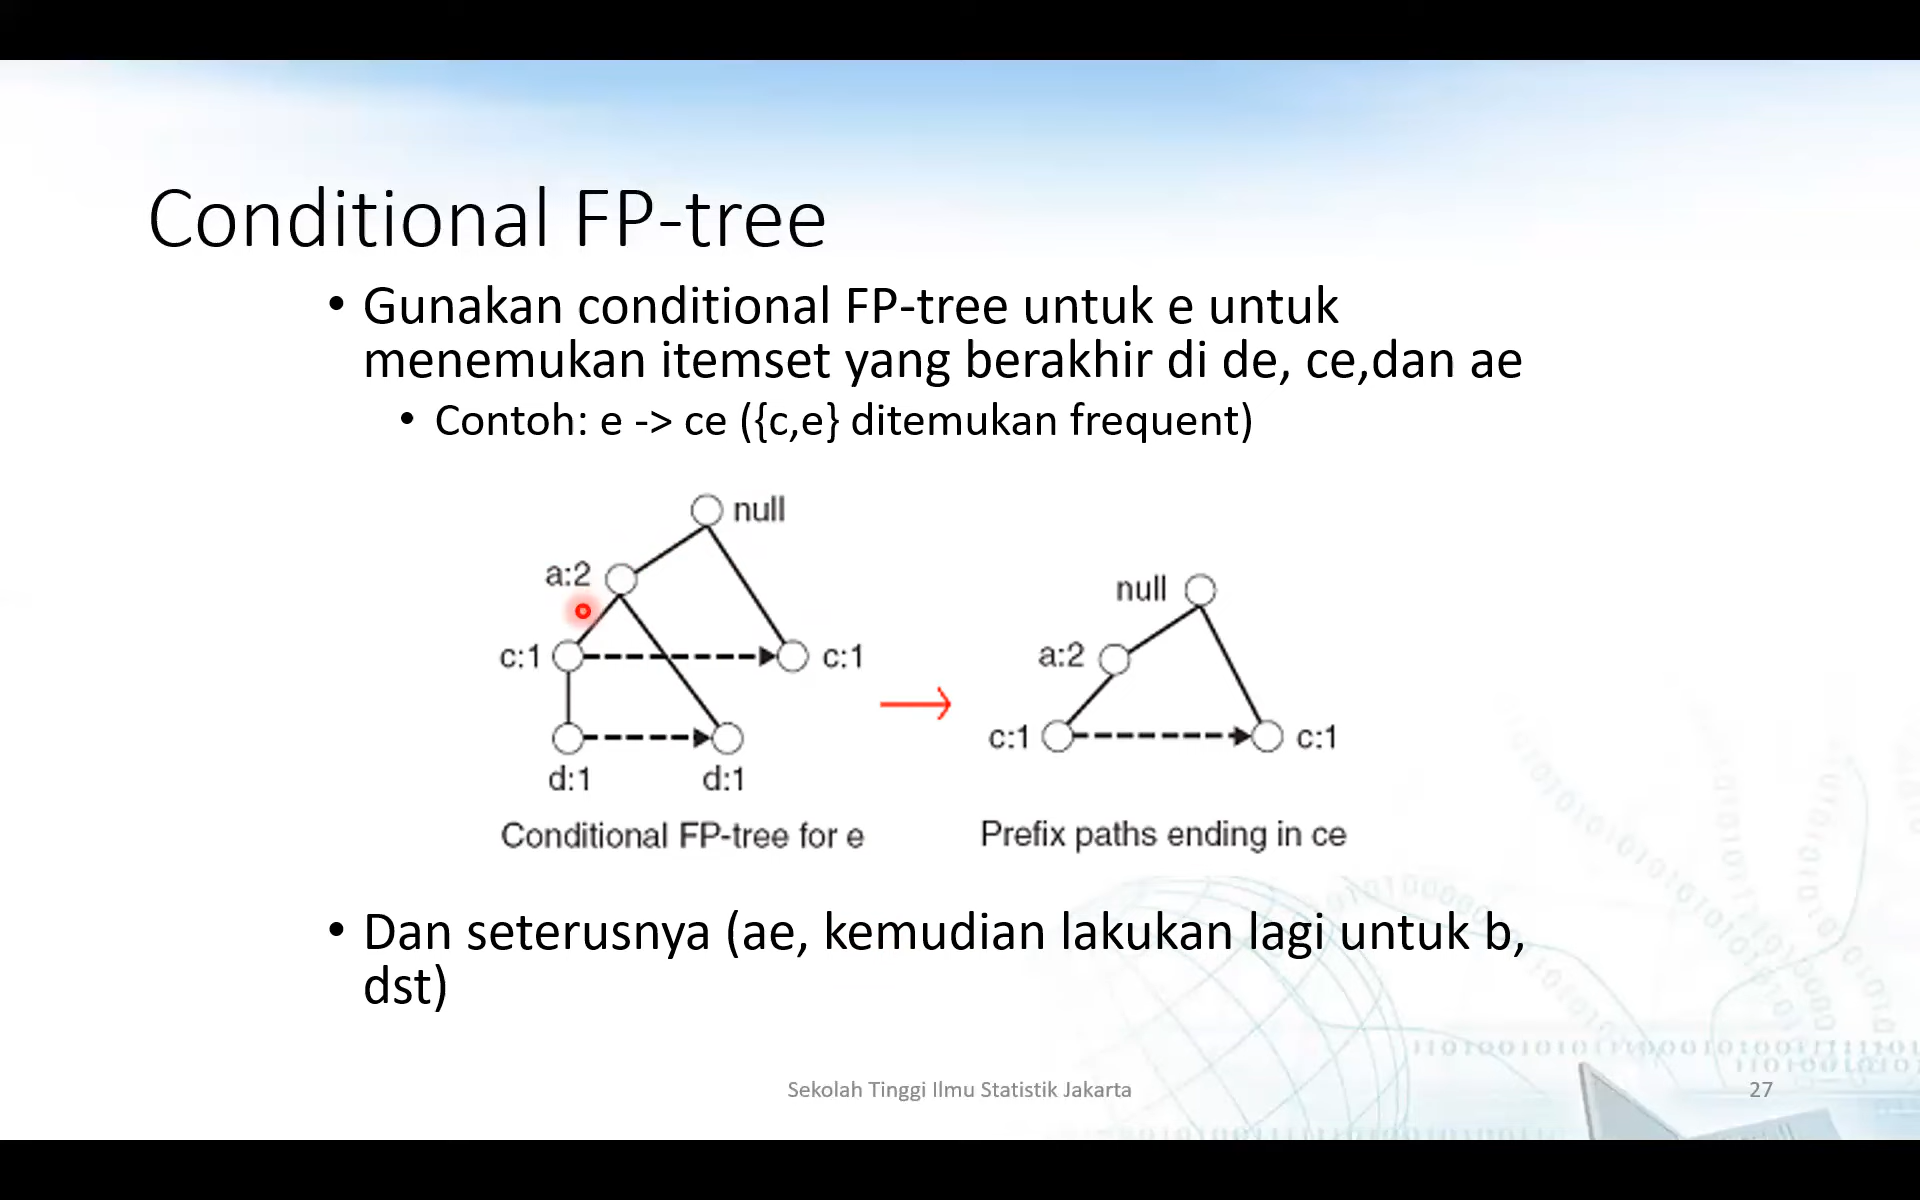 Conditional FP-tree
• Gunakan conditional FP-tree untuk e untuk
menemukan itemset yang berakhir di de, ce,dan ae
• Contoh: e -> ce ({c,e} ditemukan frequent)
null
a:2
c:1
c:1
d:1
d:1
Conditional FP-tree for e
null
a:2
c:1
c:1
Prefix paths ending in ce
• Dan seterusnya (ae, kemudian lakukan lagi untuk b,
dst)
Sekolah Tinggi Ilmu Statistik Jakarta
27